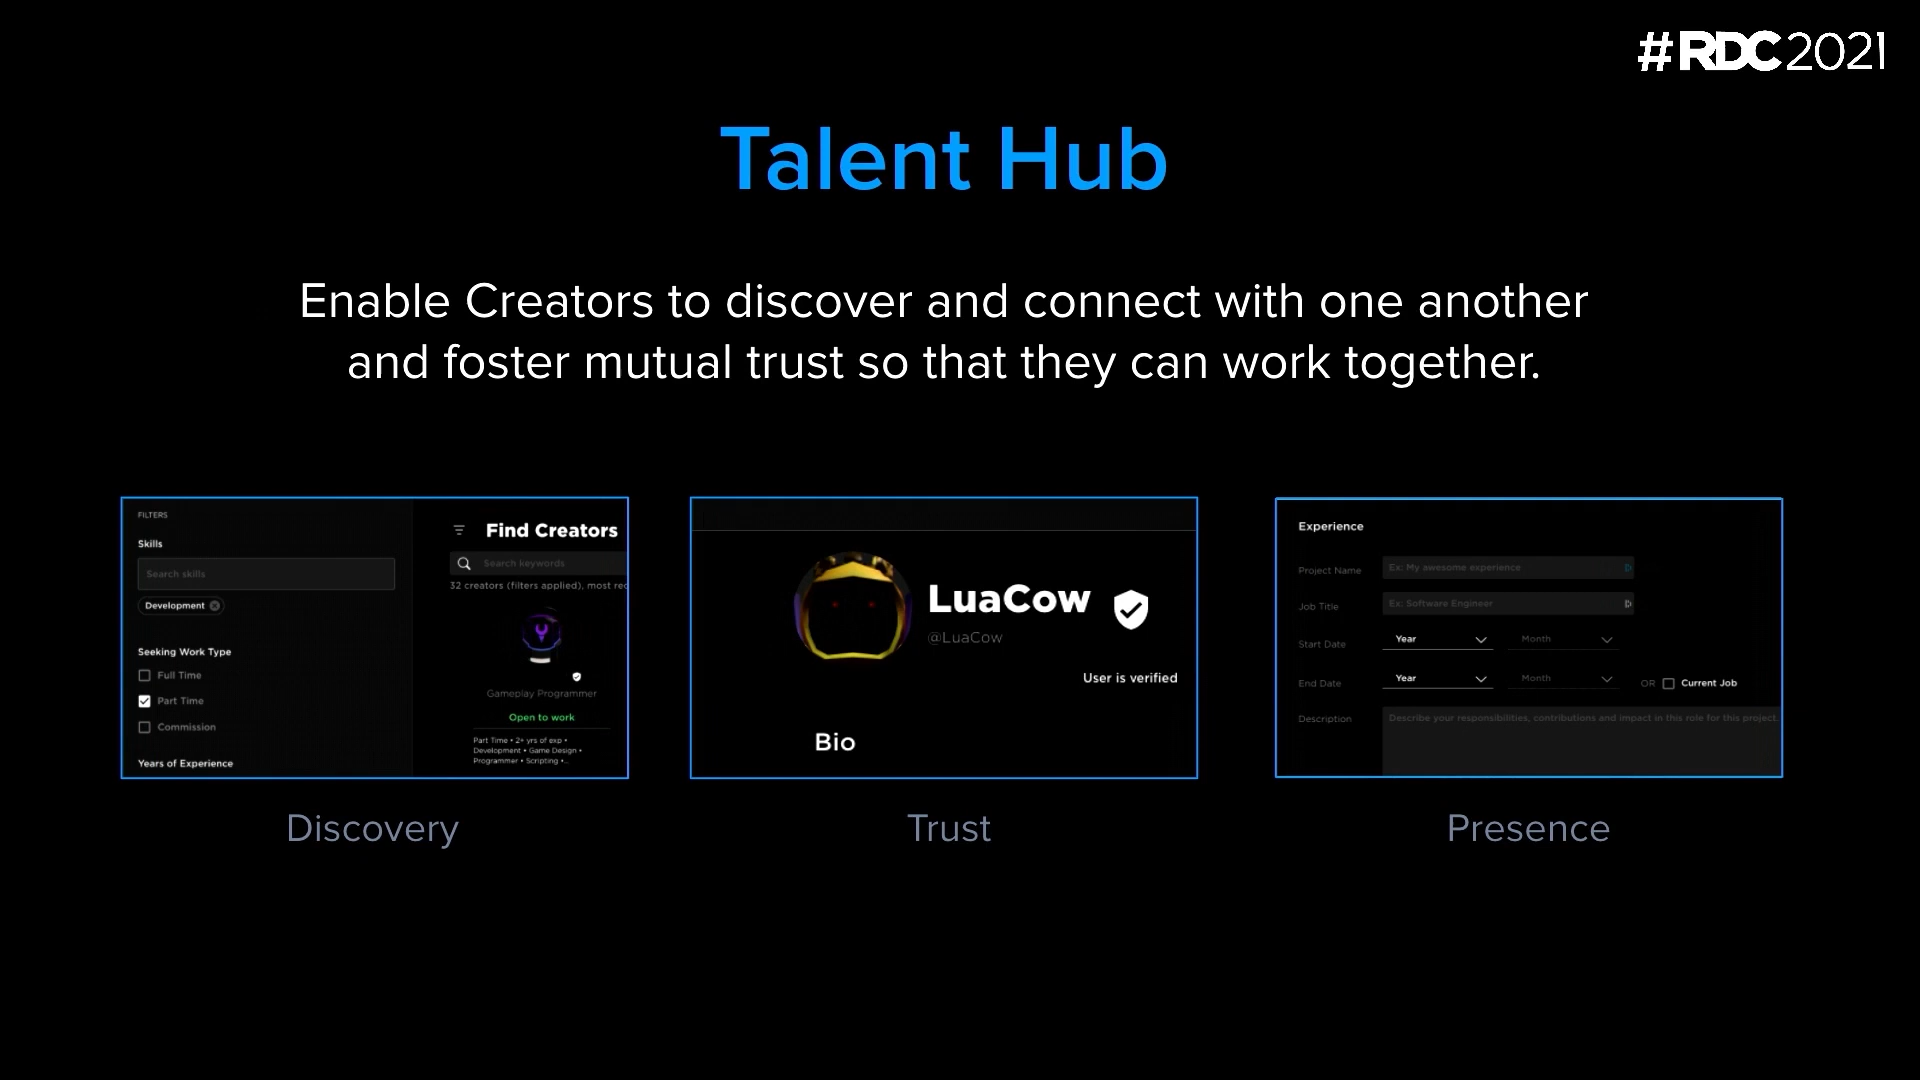 #RDC2021
Talent Hub
Enable Creators to discover and connect with one another
and foster mutual trust so that they can work together.
FILTERS
Skills
Search skills
Development
Seeking Work Type
Full Time
Part Time
Commission
Years of Experience
Find Creators
Search keywords
32 creators (filters applied), most rec
Gameplay Programmer
Open to work
Part Time • 2+ yrs of exp •
Development • Game Design •
Programmer • Scripting •...
Discovery
LuaCow
@LuaCow
User is verified
Bio
Trust
Experience
Project Name Ex: My awesome experience
Job Title Ex: Software Engineer
Start Date Year Month
End Date Year Month OR Current Job
Description Describe your responsibilities, contributions and impact in this role for this project.
Presence